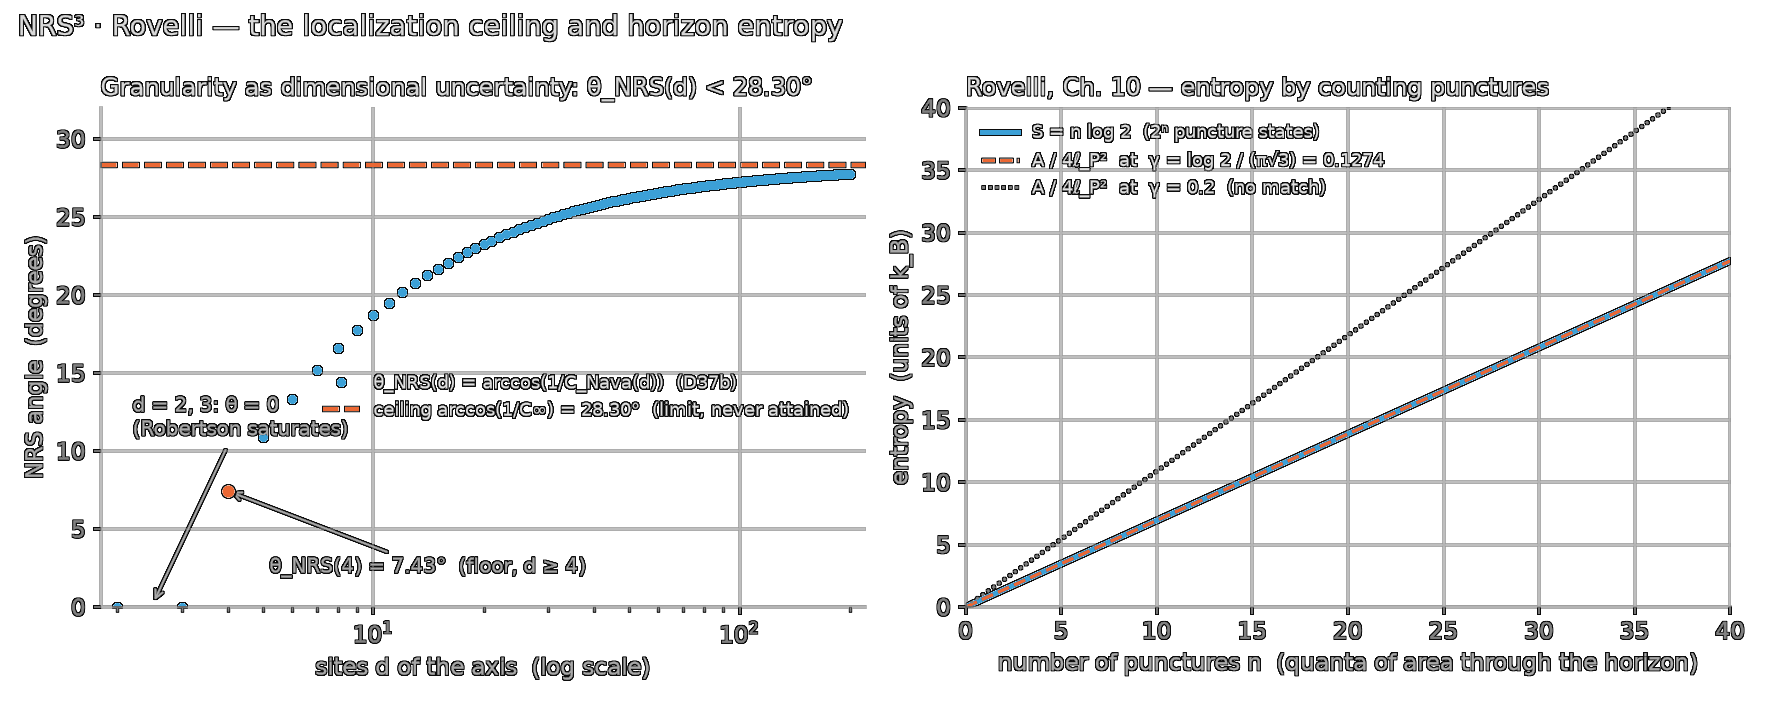 NRS³ · Rovelli — the localization ceiling and horizon entropy
Granularity as dimensional uncertainty: θ_NRS(d) < 28.30°
NRS angle (degrees)
30
25
20
15
10
5
0
θ_NRS(d) = arccos(1/C_Nava(d)) (D37b)
ceiling arccos(1/C∞) = 28.30° (limit, never attained)
d = 2, 3: θ = 0
(Robertson saturates)
θ_NRS(4) = 7.43° (floor, d ≥ 4)
10¹
10²
sites d of the axis (log scale)
Rovelli, Ch. 10 — entropy by counting punctures
entropy (units of k_B)
40
35
30
25
20
15
10
5
0
S = n log 2 (2ⁿ puncture states)
A / 4ℓ_P² at γ = log 2 / (π√3) = 0.1274
A / 4ℓ_P² at γ = 0.2 (no match)
0 5 10 15 20 25 30 35 40
number of punctures n (quanta of area through the horizon)